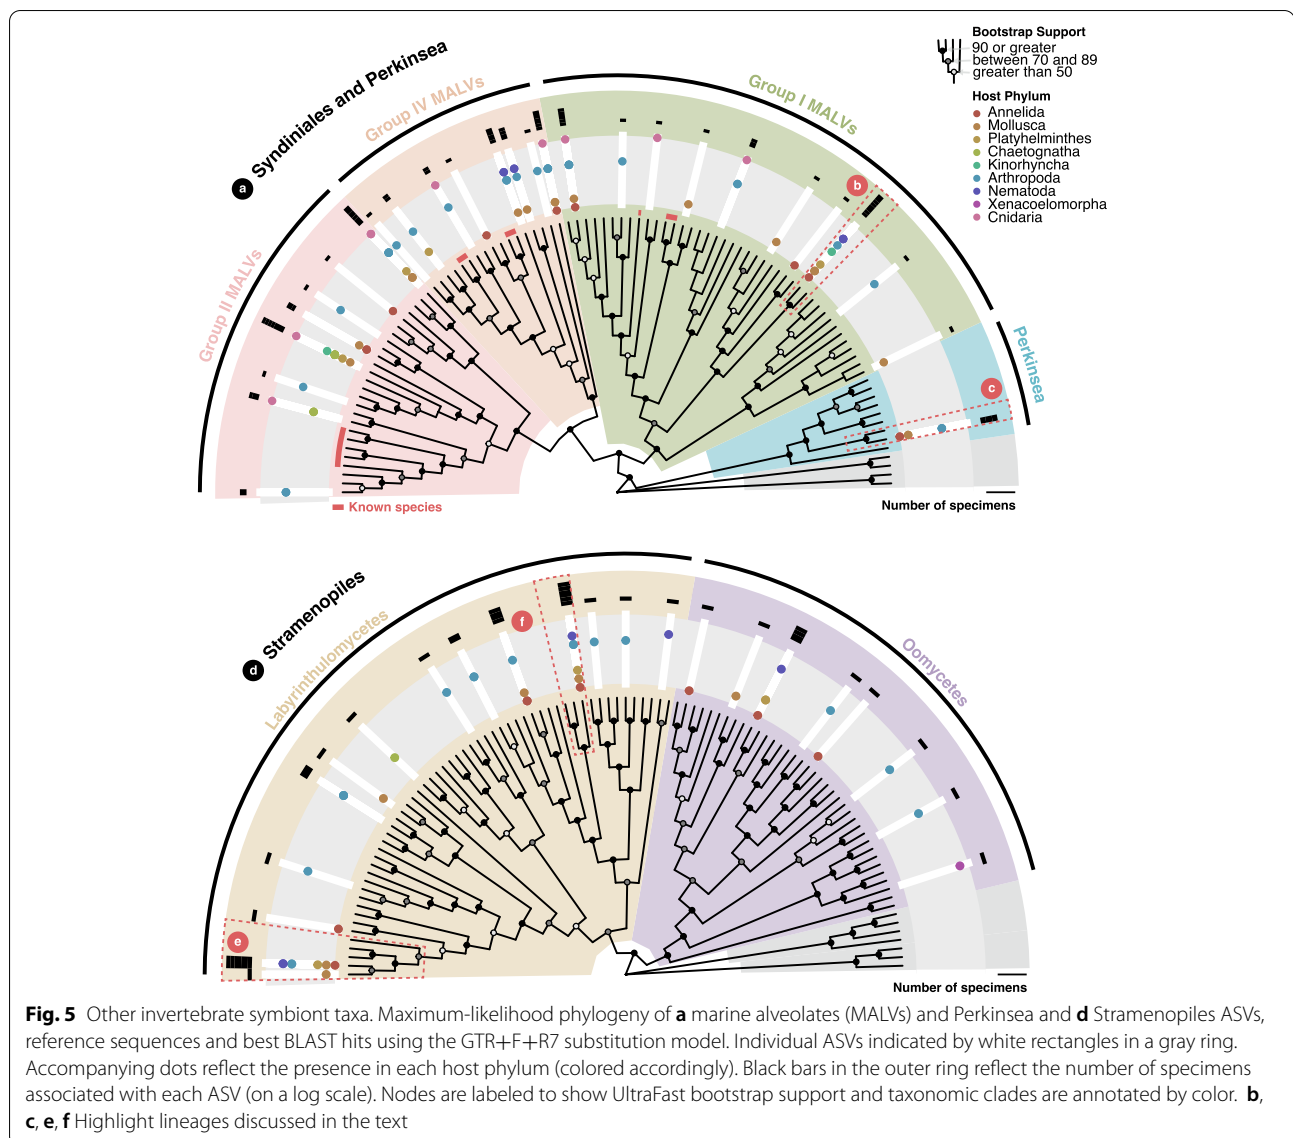 Bootstrap Support
90 or greater
between 70 and 89
greater than 50
Host Phylum
Annelida
Mollusca
Platyhelminthes
Chaetognatha
Kinorhyncha
Arthropoda
Nematoda
Xenacoelomorpha
Cnidaria
a Syndiniales and Perkinsea
Group IV MALVs
Group I MALVs
Group II MALVs
Perkinsea
b
c
Known species
Number of specimens
d Stramenopiles
Labyrinthulomycetes
Oomycetes
f
e
Number of specimens
Fig. 5 Other invertebrate symbiont taxa. Maximum-likelihood phylogeny of a marine alveolates (MALVs) and Perkinsea and d Stramenopiles ASVs,
reference sequences and best BLAST hits using the GTR+F+R7 substitution model. Individual ASVs indicated by white rectangles in a gray ring.
Accompanying dots reflect the presence in each host phylum (colored accordingly). Black bars in the outer ring reflect the number of specimens
associated with each ASV (on a log scale). Nodes are labeled to show UltraFast bootstrap support and taxonomic clades are annotated by color. b,
c, e, f Highlight lineages discussed in the text